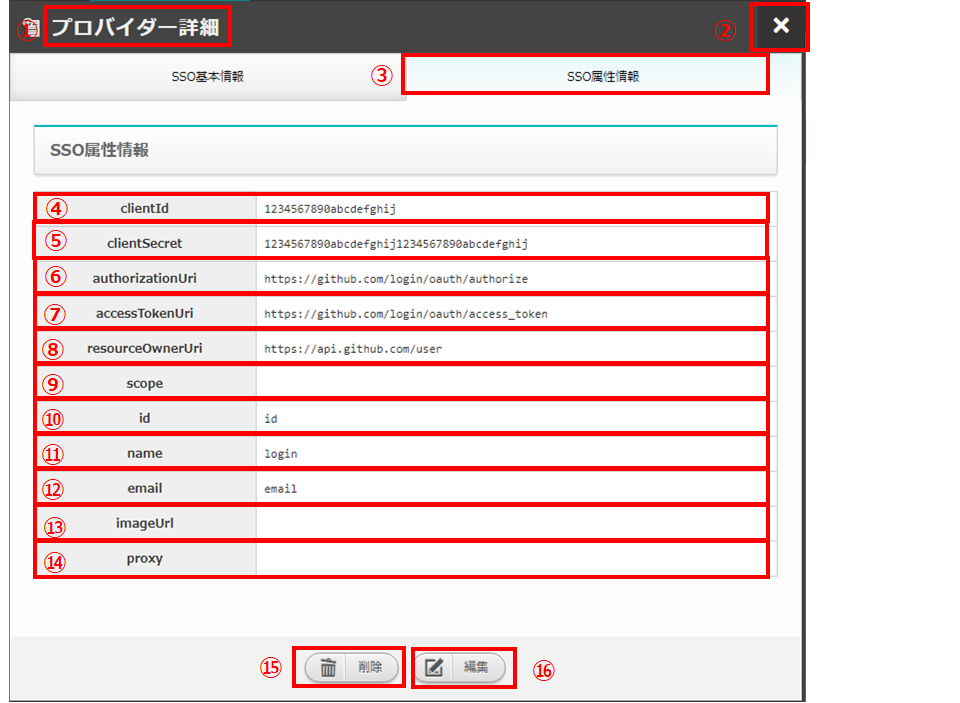 ① プロバイダー詳細 ② ×
SSO基本情報 ③ SSO属性情報
SSO属性情報
④ clientId 1234567890abcdefghij
⑤ clientSecret 1234567890abcdefghij1234567890abcdefghij
⑥ authorizationUri https://github.com/login/oauth/authorize
⑦ accessTokenUri https://github.com/login/oauth/access_token
⑧ resourceOwnerUri https://api.github.com/user
⑨ scope
⑩ id id
⑪ name login
⑫ email email
⑬ imageUrl
⑭ proxy
⑮ 削除 編集 ⑯